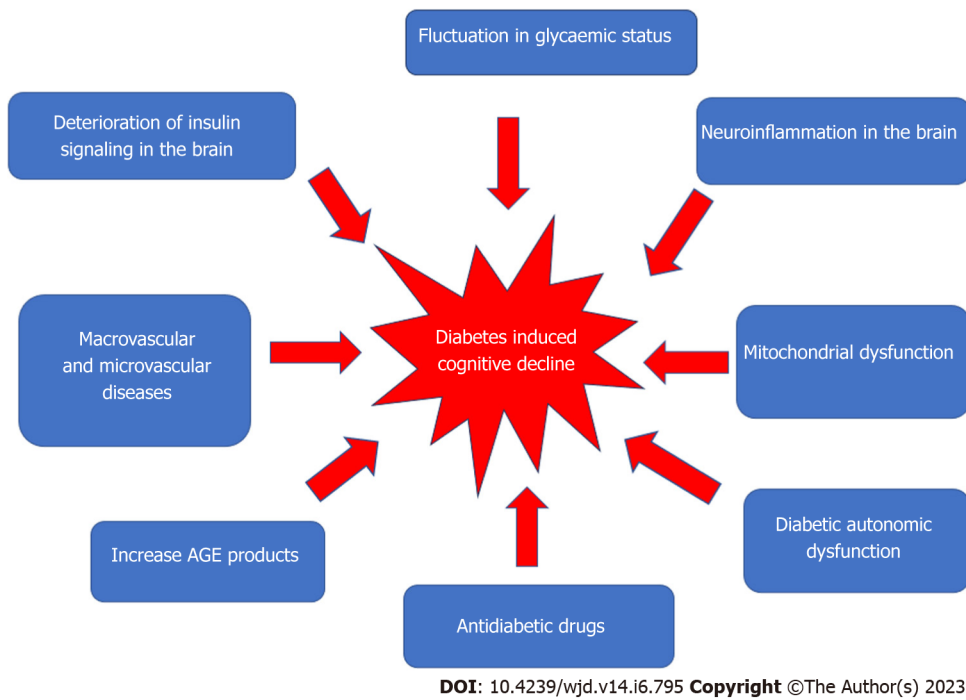 Fluctuation in glycaemic status
Deterioration of insulin
signaling in the brain
Neuroinflammation in the brain
Diabetes induced
cognitive decline
Macrovascular
and microvascular
diseases
Mitochondrial dysfunction
Increase AGE products
Diabetic autonomic
dysfunction
Antidiabetic drugs
DOI: 10.4239/wjd.v14.i6.795 Copyright ©The Author(s) 2023